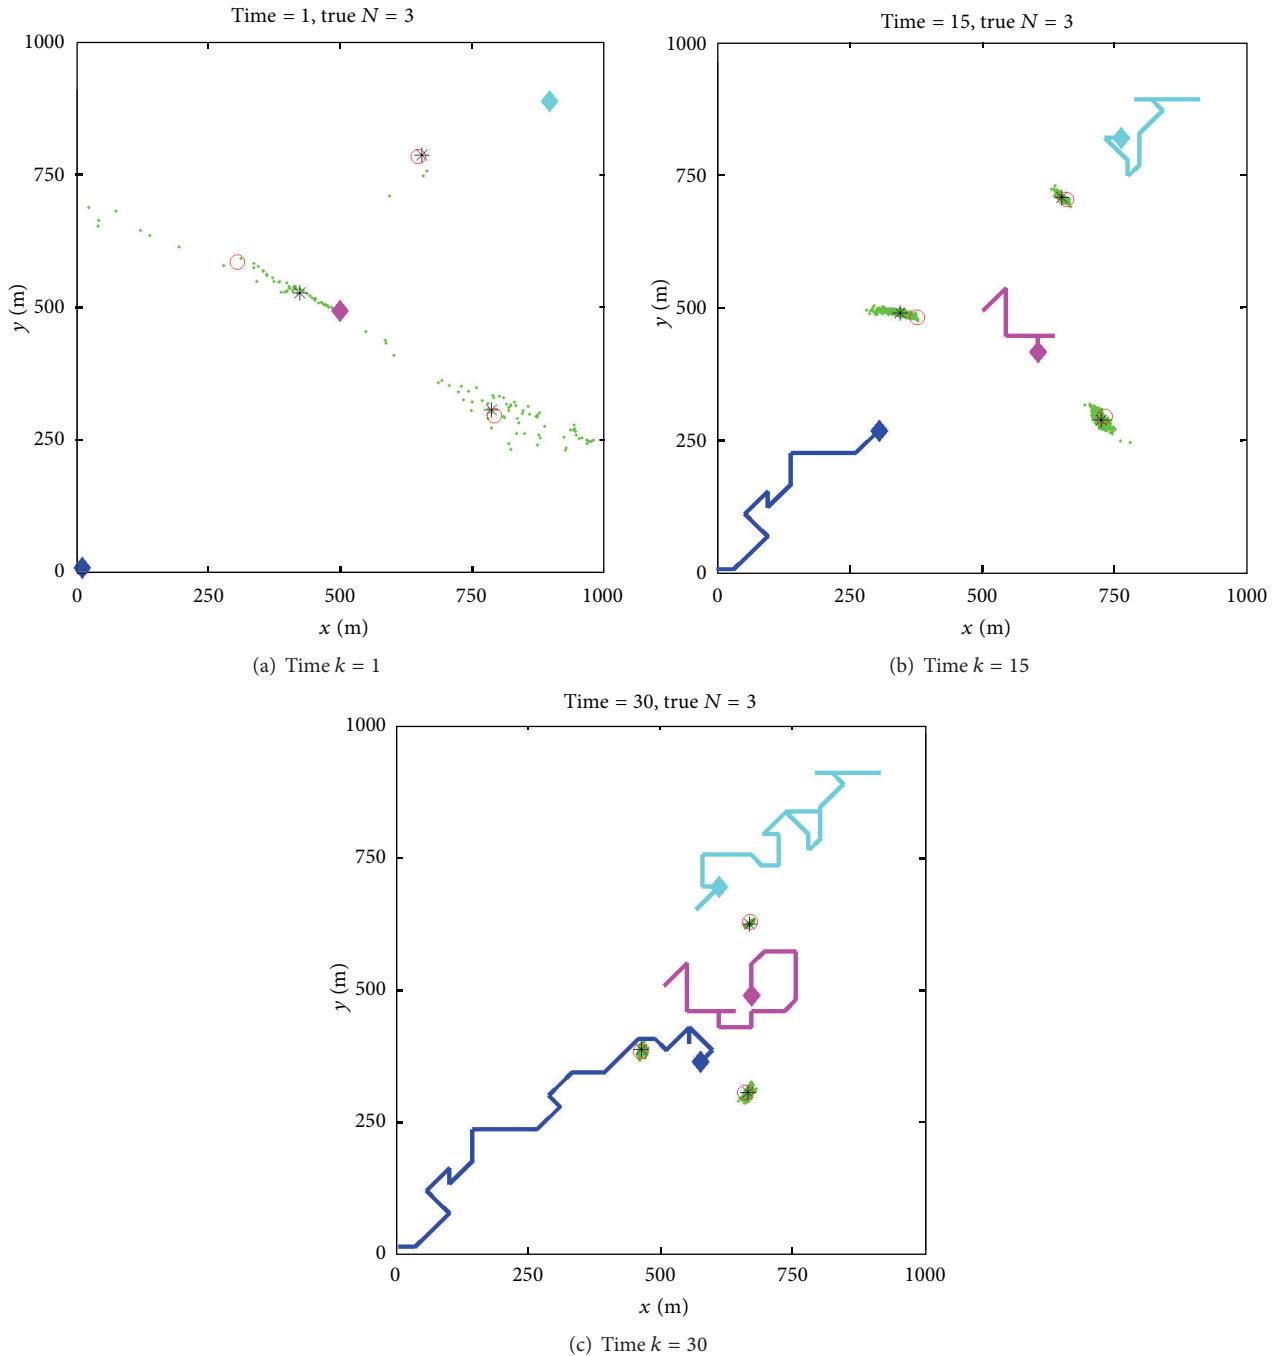 Time = 1, true N = 3
1000
750
500
250
0
y (m)
0 250 500 750 1000
x (m)
(a) Time k = 1
Time = 15, true N = 3
1000
750
500
250
0
y (m)
0 250 500 750 1000
x (m)
(b) Time k = 15
Time = 30, true N = 3
1000
750
500
250
0
y (m)
0 250 500 750 1000
x (m)
(c) Time k = 30